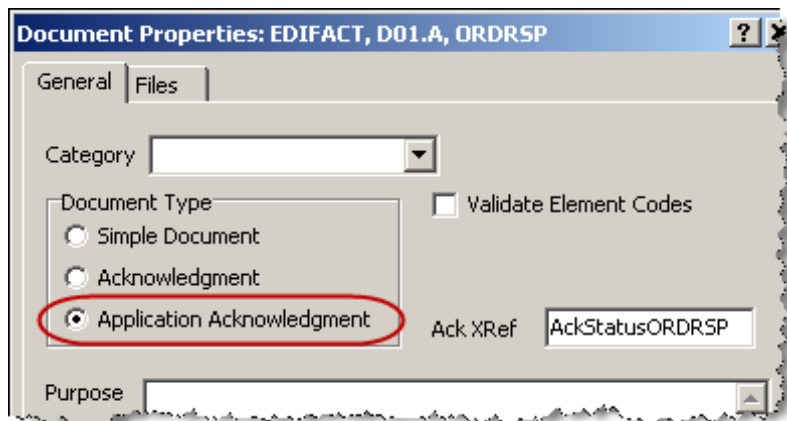 Document Properties: EDIFACT, D01.A, ORDRSP ?
General Files
Category
Document Type
Validate Element Codes
Simple Document
Acknowledgment
Application Acknowledgment
Ack XRef AckStatusORDRSP
Purpose